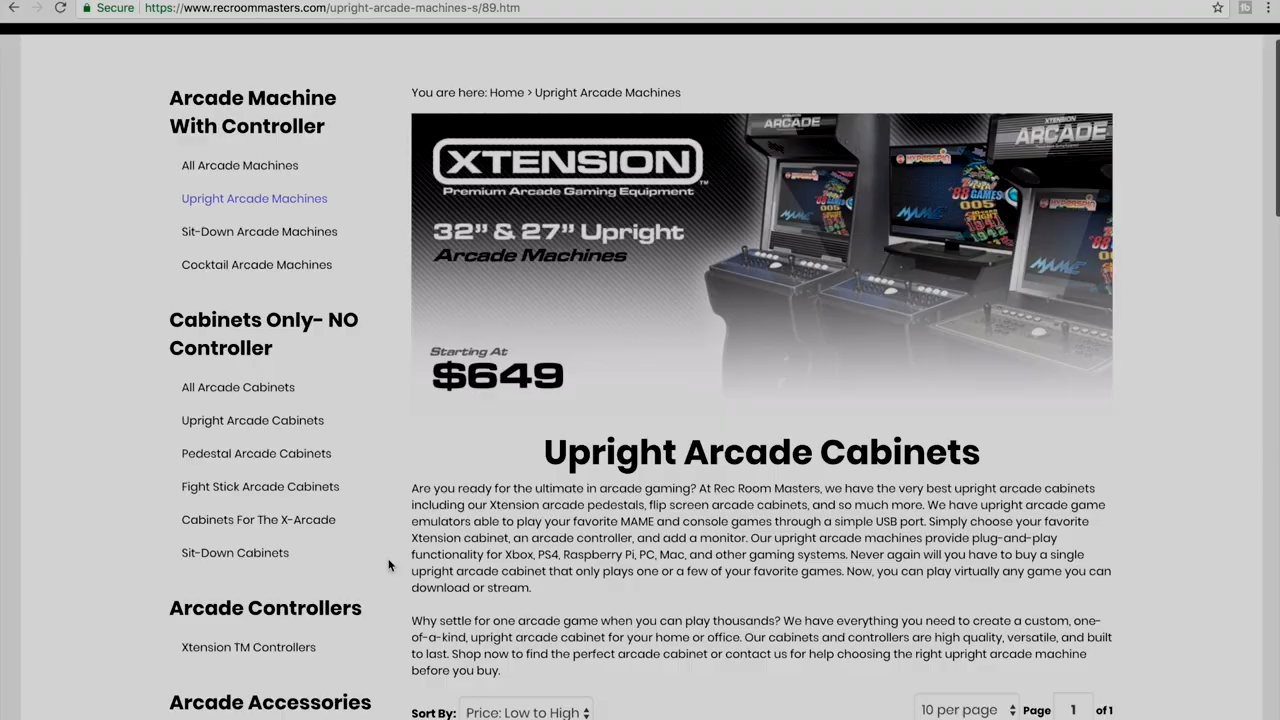 Secure https://www.recroommasters.com/upright-arcade-machines-s/89.htm
Arcade Machine
With Controller
All Arcade Machines
Upright Arcade Machines
Sit-Down Arcade Machines
Cocktail Arcade Machines
Cabinets Only- NO
Controller
All Arcade Cabinets
Upright Arcade Cabinets
Pedestal Arcade Cabinets
Fight Stick Arcade Cabinets
Cabinets For The X-Arcade
Sit-Down Cabinets
Arcade Controllers
Xtension TM Controllers
Arcade Accessories
You are here: Home > Upright Arcade Machines
XTENSION
Premium Arcade Gaming Equipment
TM
32” & 27” Upright
Arcade Machines
Starting At
$649
ARCADE
XTENSION
ARCADE
HYPERSPIN
'88 GAMES
005
MAME
Upright Arcade Cabinets
Are you ready for the ultimate in arcade gaming? At Rec Room Masters, we have the very best upright arcade cabinets
including our Xtension arcade pedestals, flip screen arcade cabinets, and so much more. We have upright arcade game
emulators able to play your favorite MAME and console games through a simple USB port. Simply choose your favorite
Xtension cabinet, an arcade controller, and add a monitor. Our upright arcade machines provide plug-and-play
functionality for Xbox, PS4, Raspberry Pi, PC, Mac, and other gaming systems. Never again will you have to buy a single
upright arcade cabinet that only plays one or a few of your favorite games. Now, you can play virtually any game you can
download or stream.
Why settle for one arcade game when you can play thousands? We have everything you need to create a custom, one-
of-a-kind, upright arcade cabinet for your home or office. Our cabinets and controllers are high quality, versatile, and built
to last. Shop now to find the perfect arcade cabinet or contact us for help choosing the right upright arcade machine
before you buy.
Sort By: Price: Low to High 10 per page Page 1 of 1